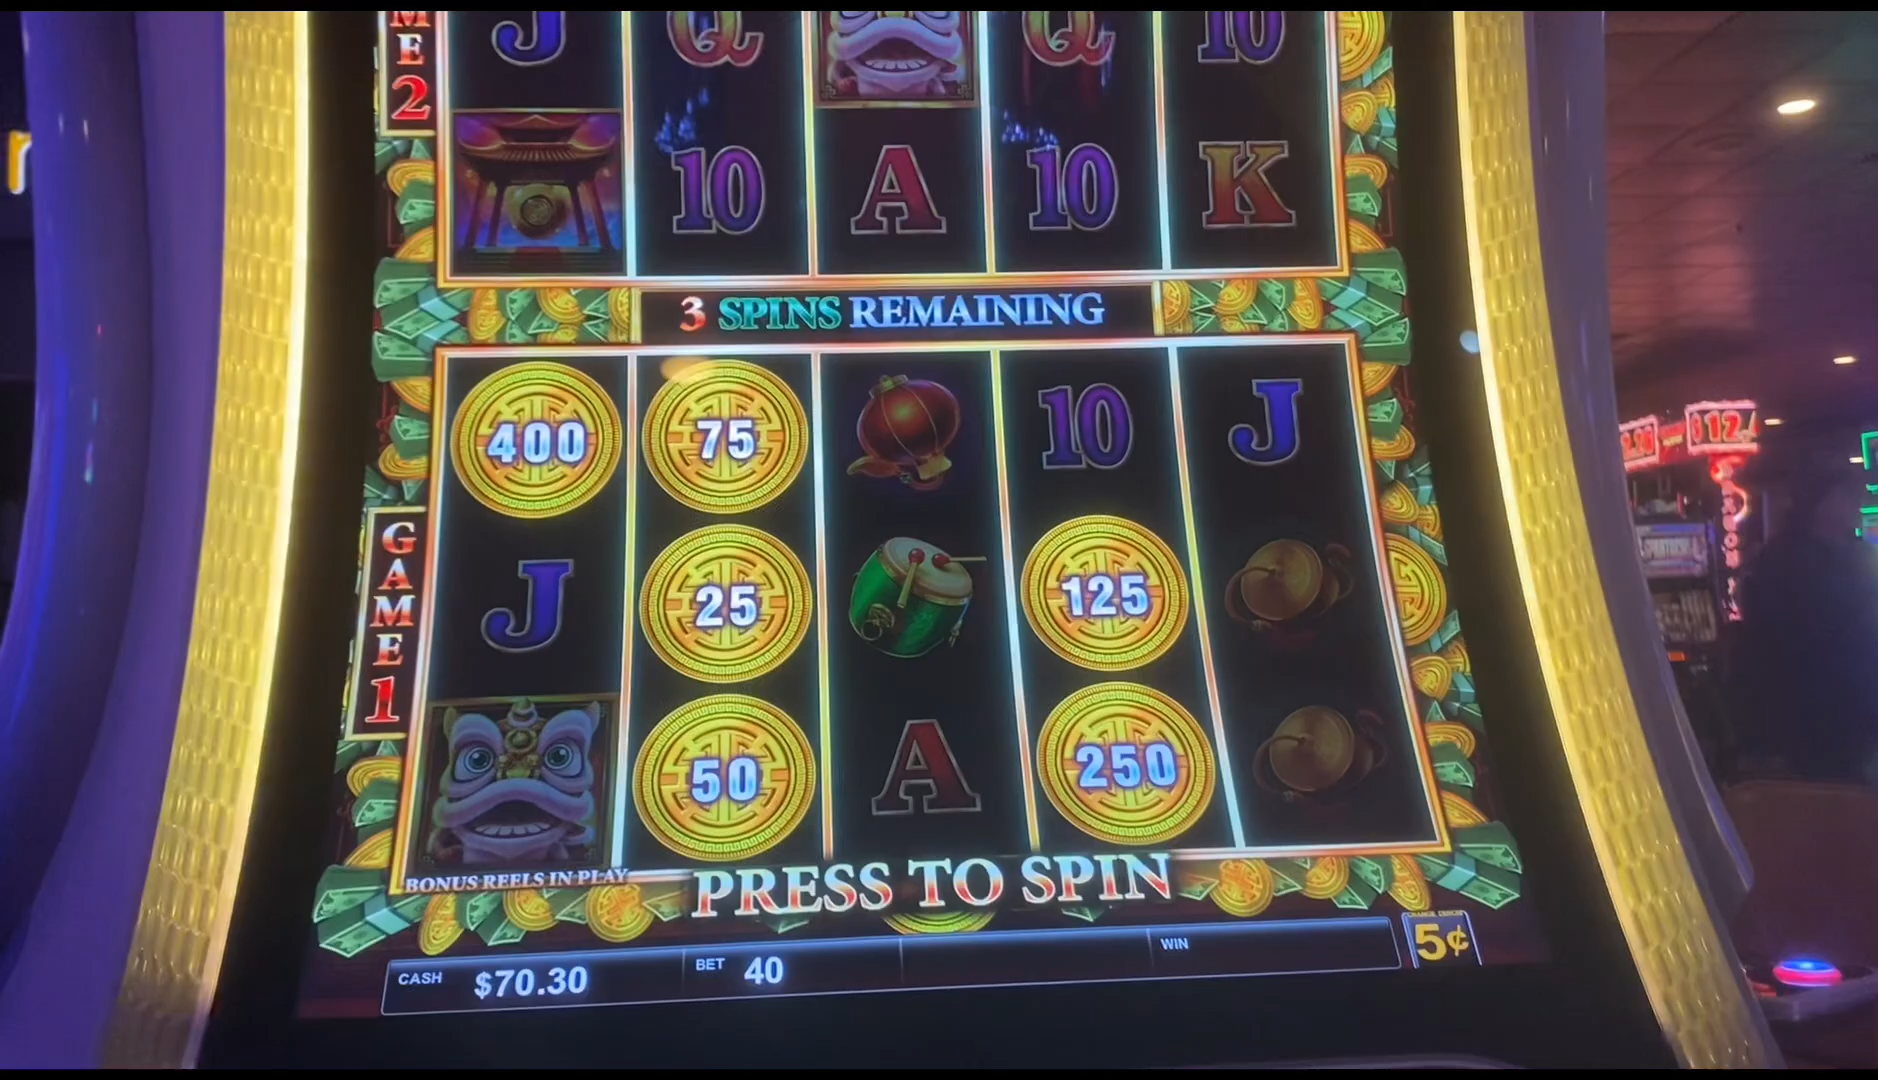 J Q Q 10
ME2
10 A 10 K
3 SPINS REMAINING
400 75 10 J
GAME1
J 25 125
50 A 250
BONUS REELS IN PLAY
PRESS TO SPIN
CASH $70.30 BET 40 WIN
5¢
$12